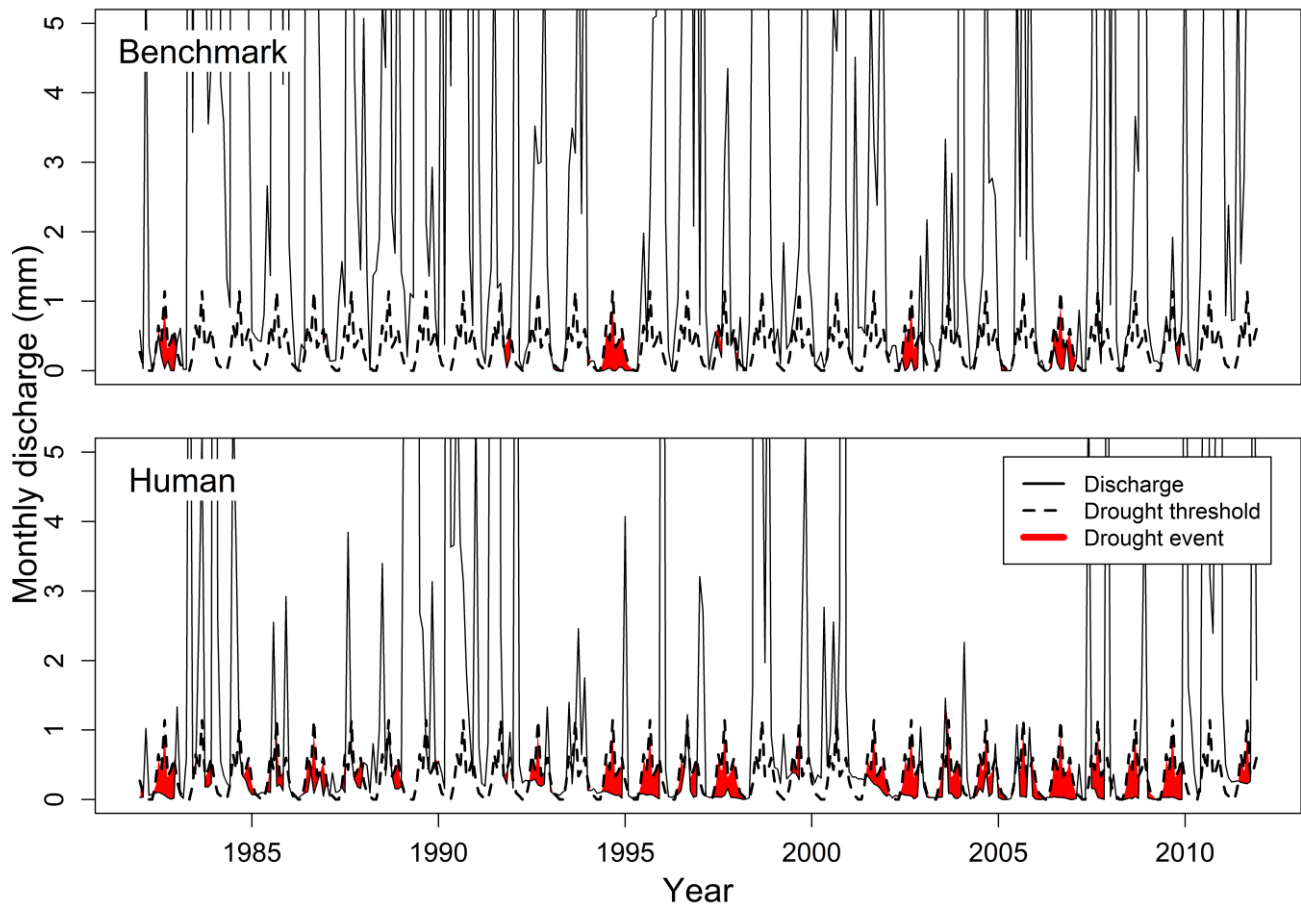 Benchmark
5
4
3
2
1
0
Monthly discharge (mm)
Human
5
4
3
2
1
0
Discharge
Drought threshold
Drought event
1985
1990
1995
2000
2005
2010
Year